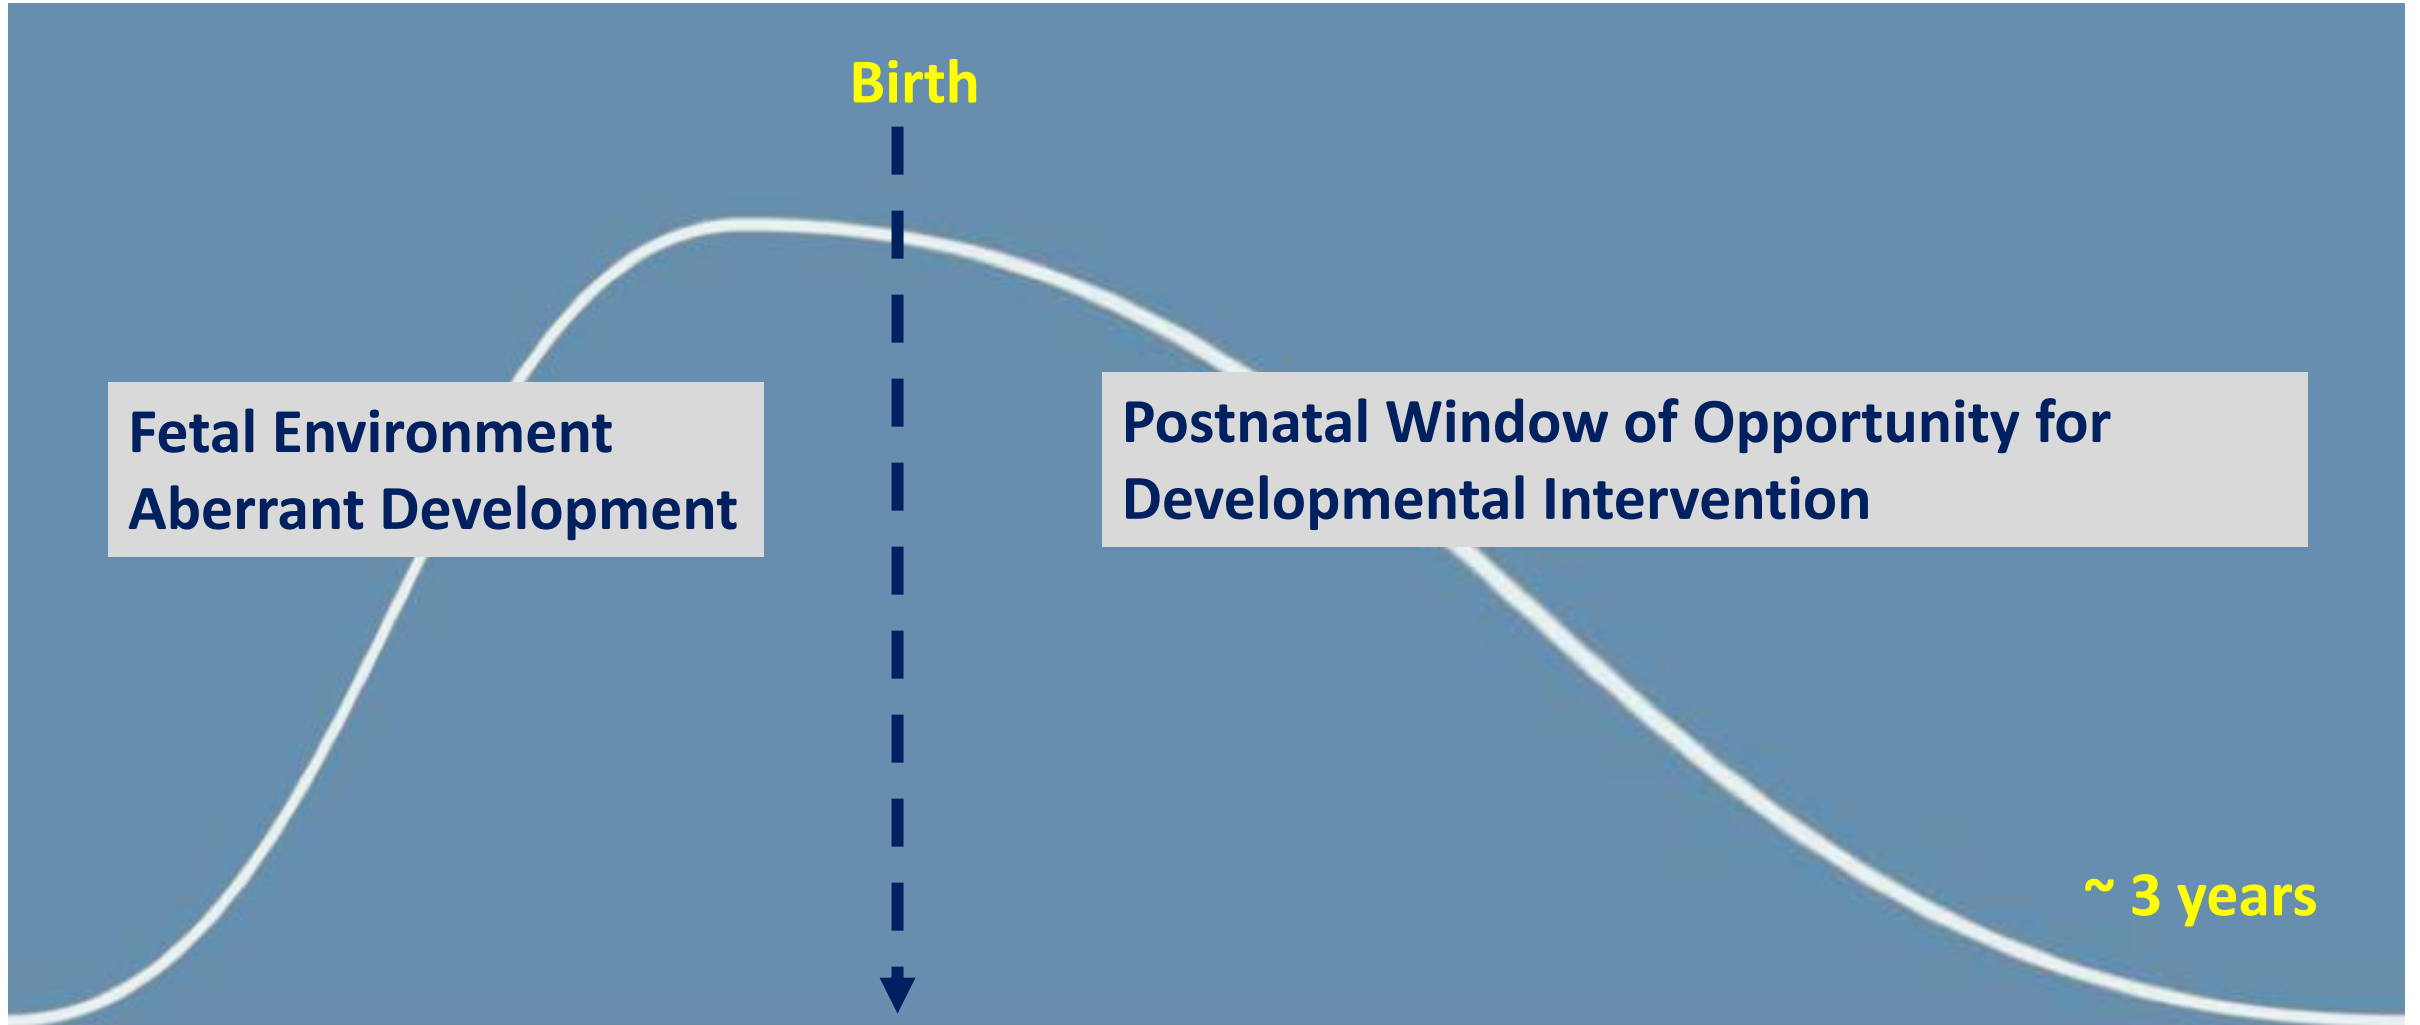 Birth
Fetal Environment
Aberrant Development
Postnatal Window of Opportunity for
Developmental Intervention
~ 3 years